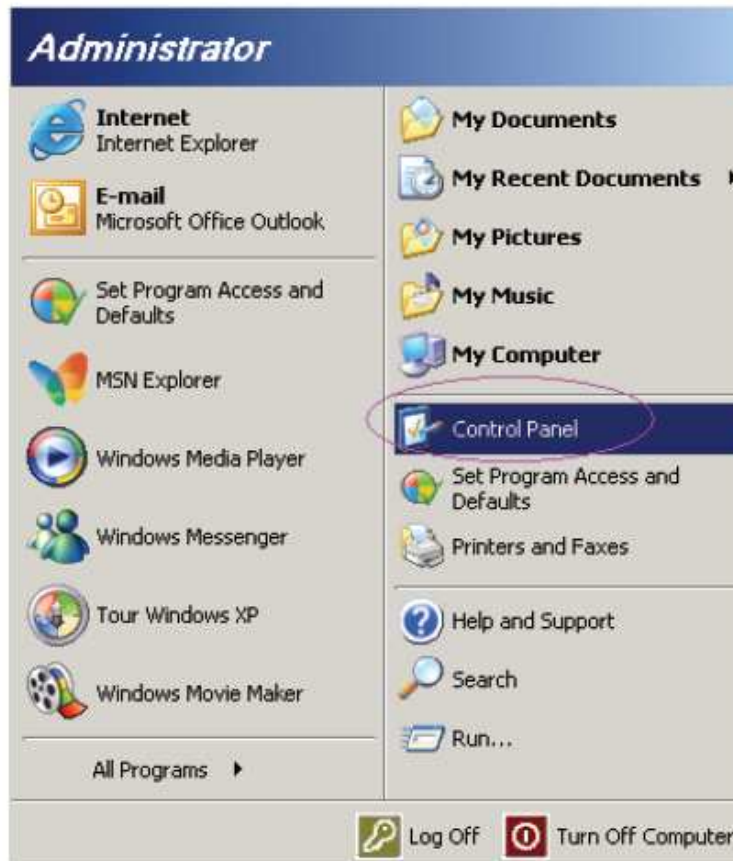 Administrator
Internet
Internet Explorer
E-mail
Microsoft Office Outlook
Set Program Access and
Defaults
MSN Explorer
Windows Media Player
Windows Messenger
Tour Windows XP
Windows Movie Maker
All Programs
My Documents
My Recent Documents
My Pictures
My Music
My Computer
Control Panel
Set Program Access and
Defaults
Printers and Faxes
Help and Support
Search
Run...
Log Off
Turn Off Computer